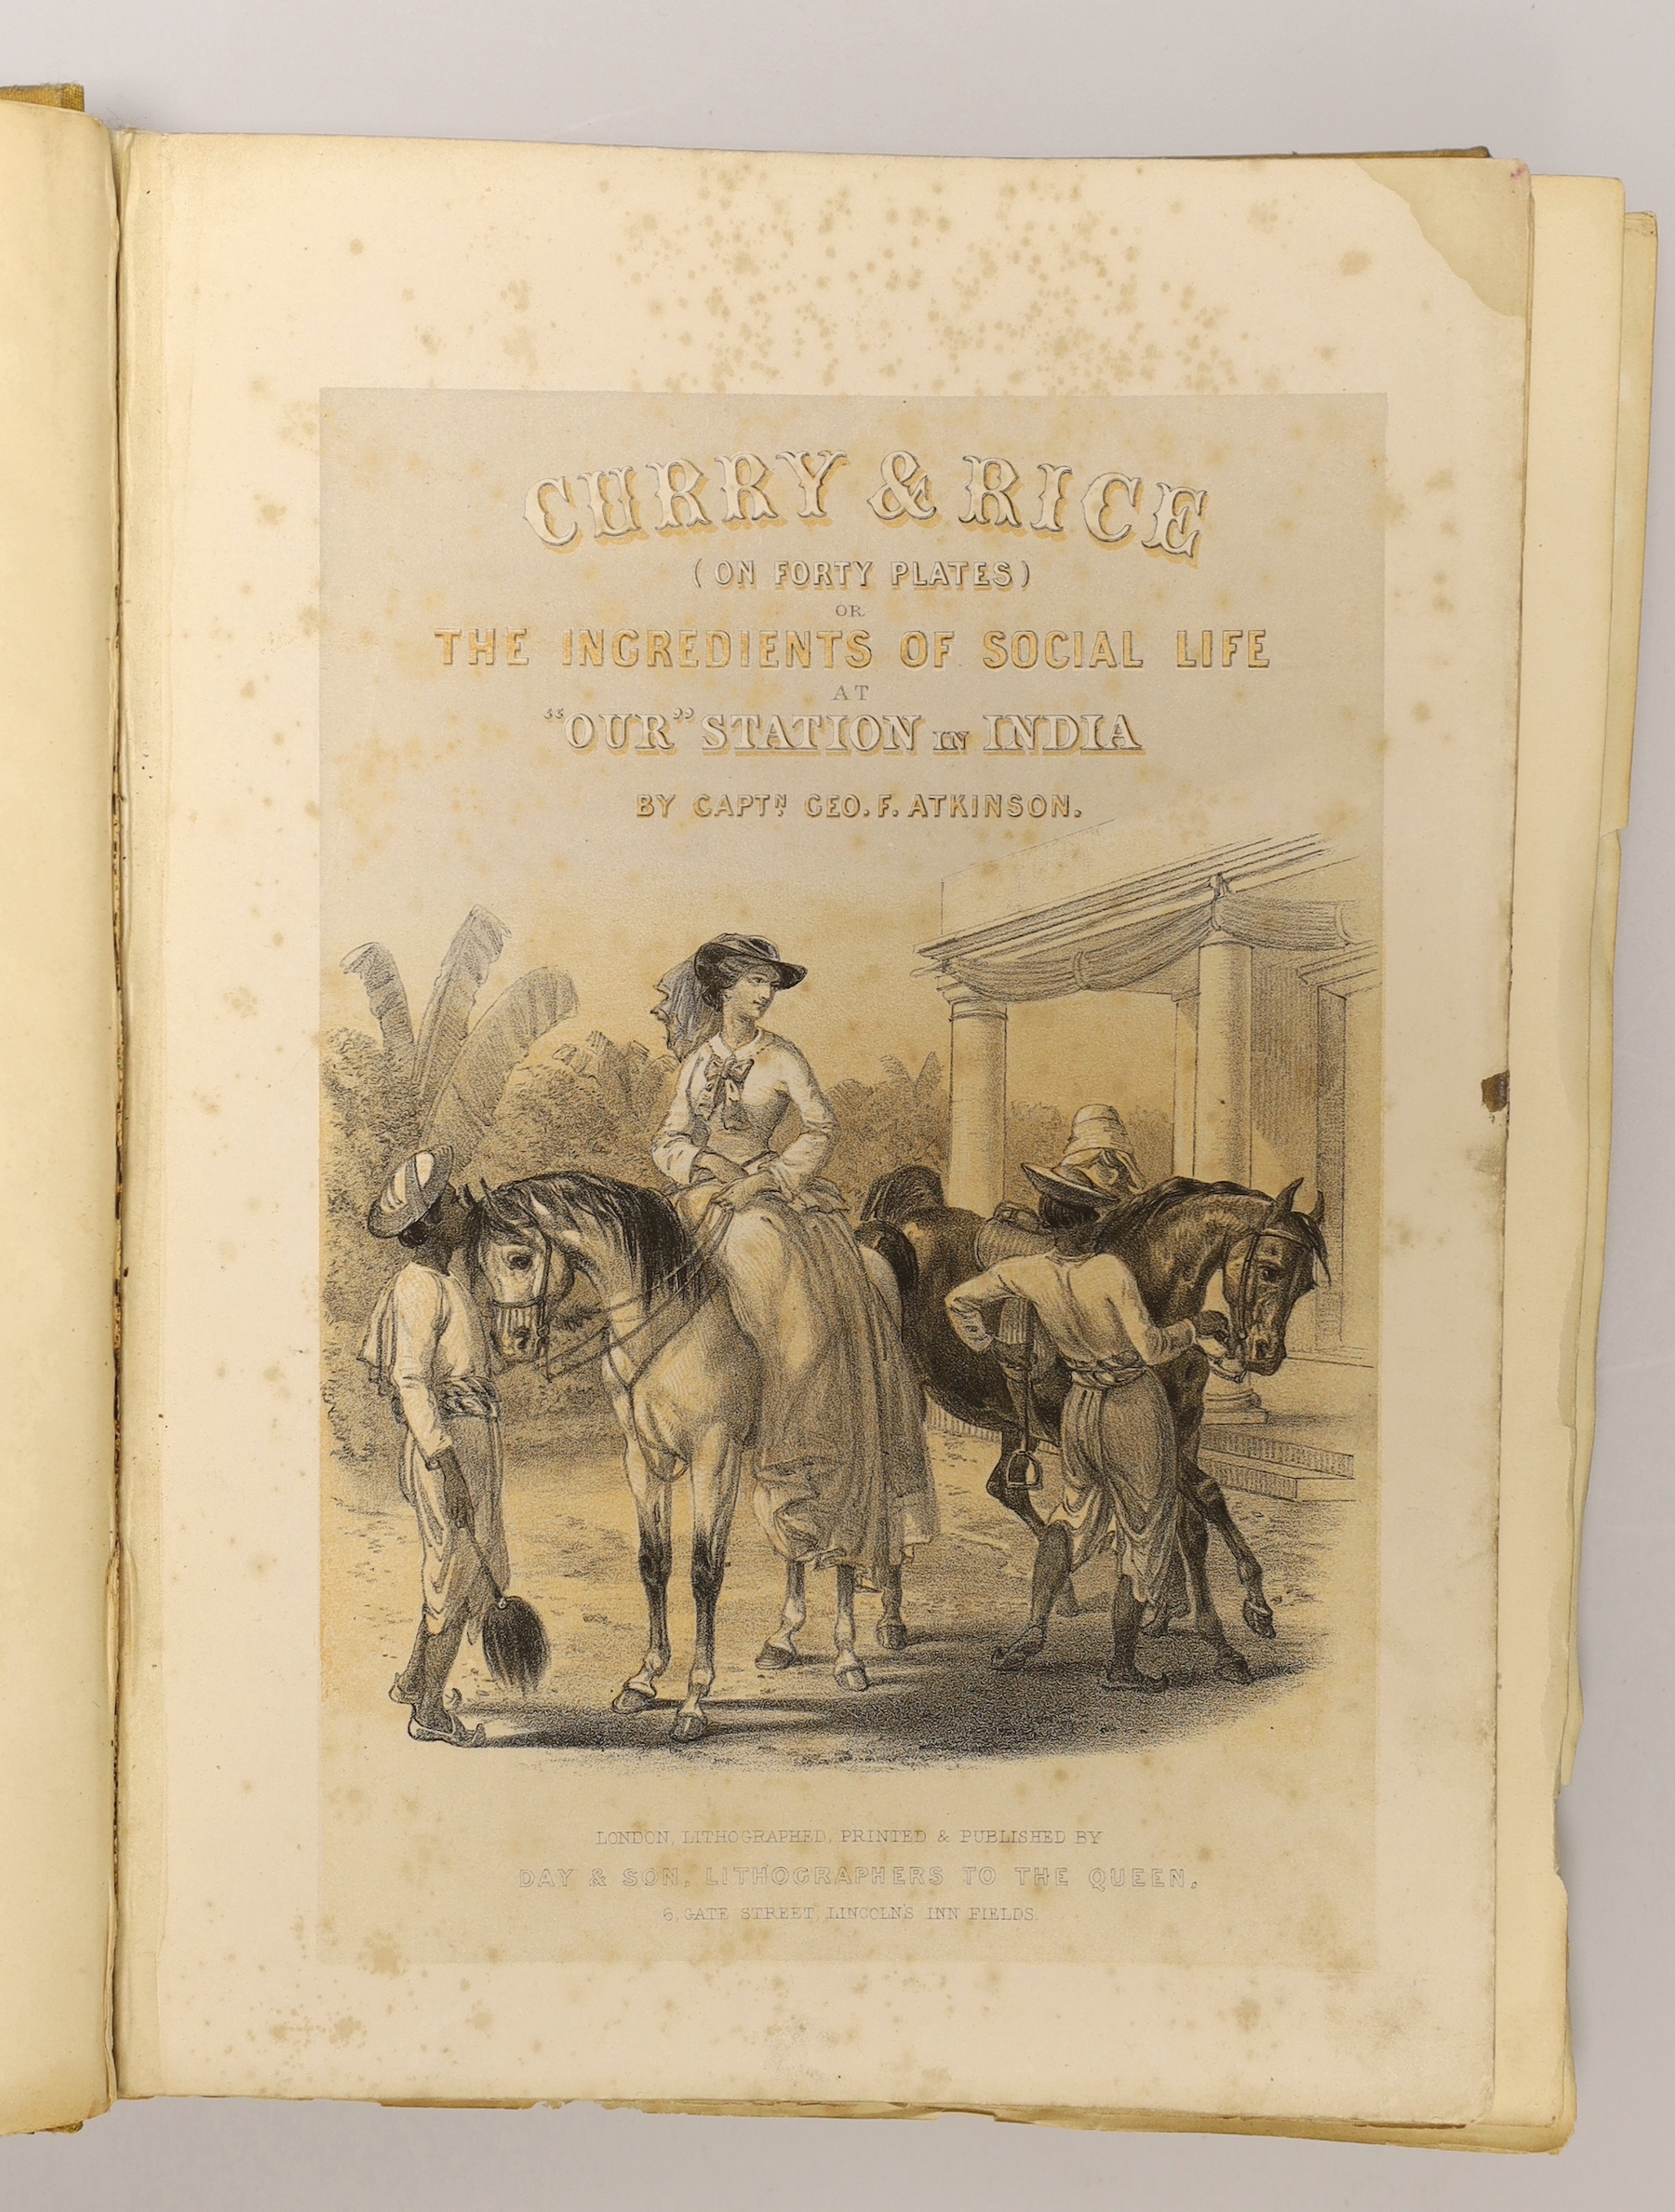 CURRY & RICE
(ON FORTY PLATES)
OR
THE INGREDIENTS OF SOCIAL LIFE
AT
"OUR" STATION IN INDIA
BY CAPTN. GEO. F. ATKINSON.
LONDON, LITHOGRAPHED, PRINTED & PUBLISHED BY
DAY & SON, LITHOGRAPHERS TO THE QUEEN,
6, GATE STREET, LINCOLN'S INN FIELDS.